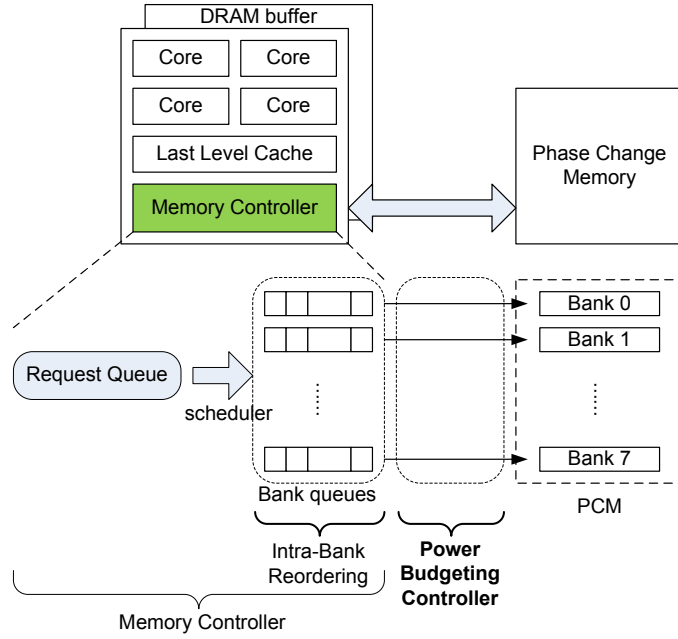 DRAM buffer
Core Core
Core Core
Last Level Cache
Memory Controller
Phase Change
Memory
Request Queue
scheduler
Bank 0
Bank 1
Bank 7
Bank queues
PCM
Intra-Bank
Reordering
Power
Budgeting
Controller
Memory Controller